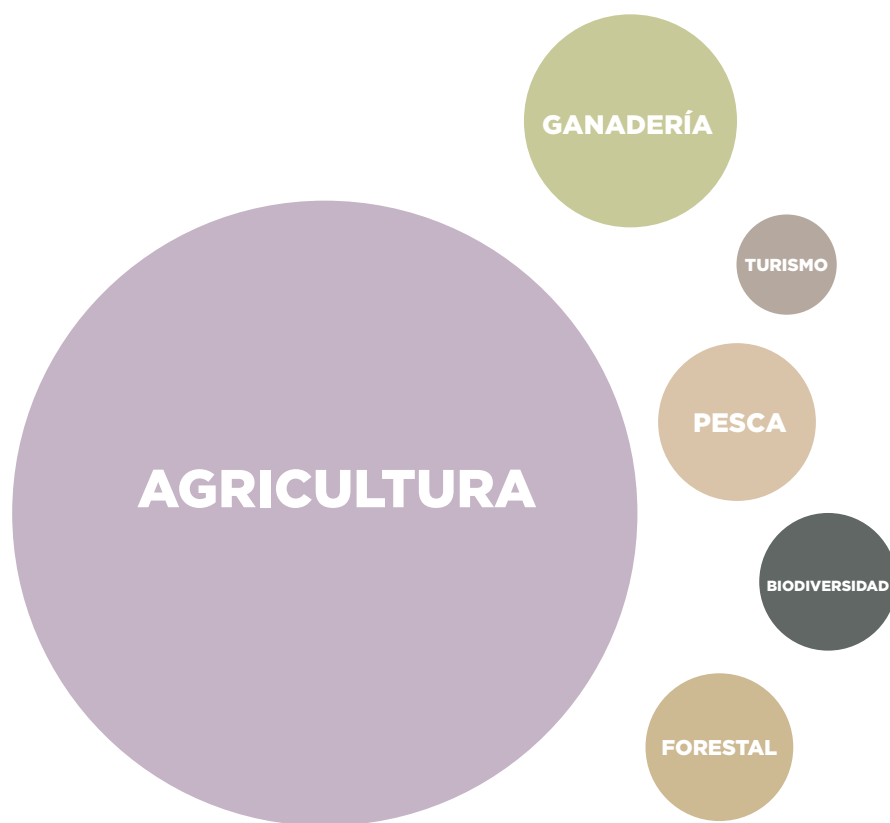 GANADERÍA
TURISMO
PESCA
AGRICULTURA
BIODIVERSIDAD
FORESTAL